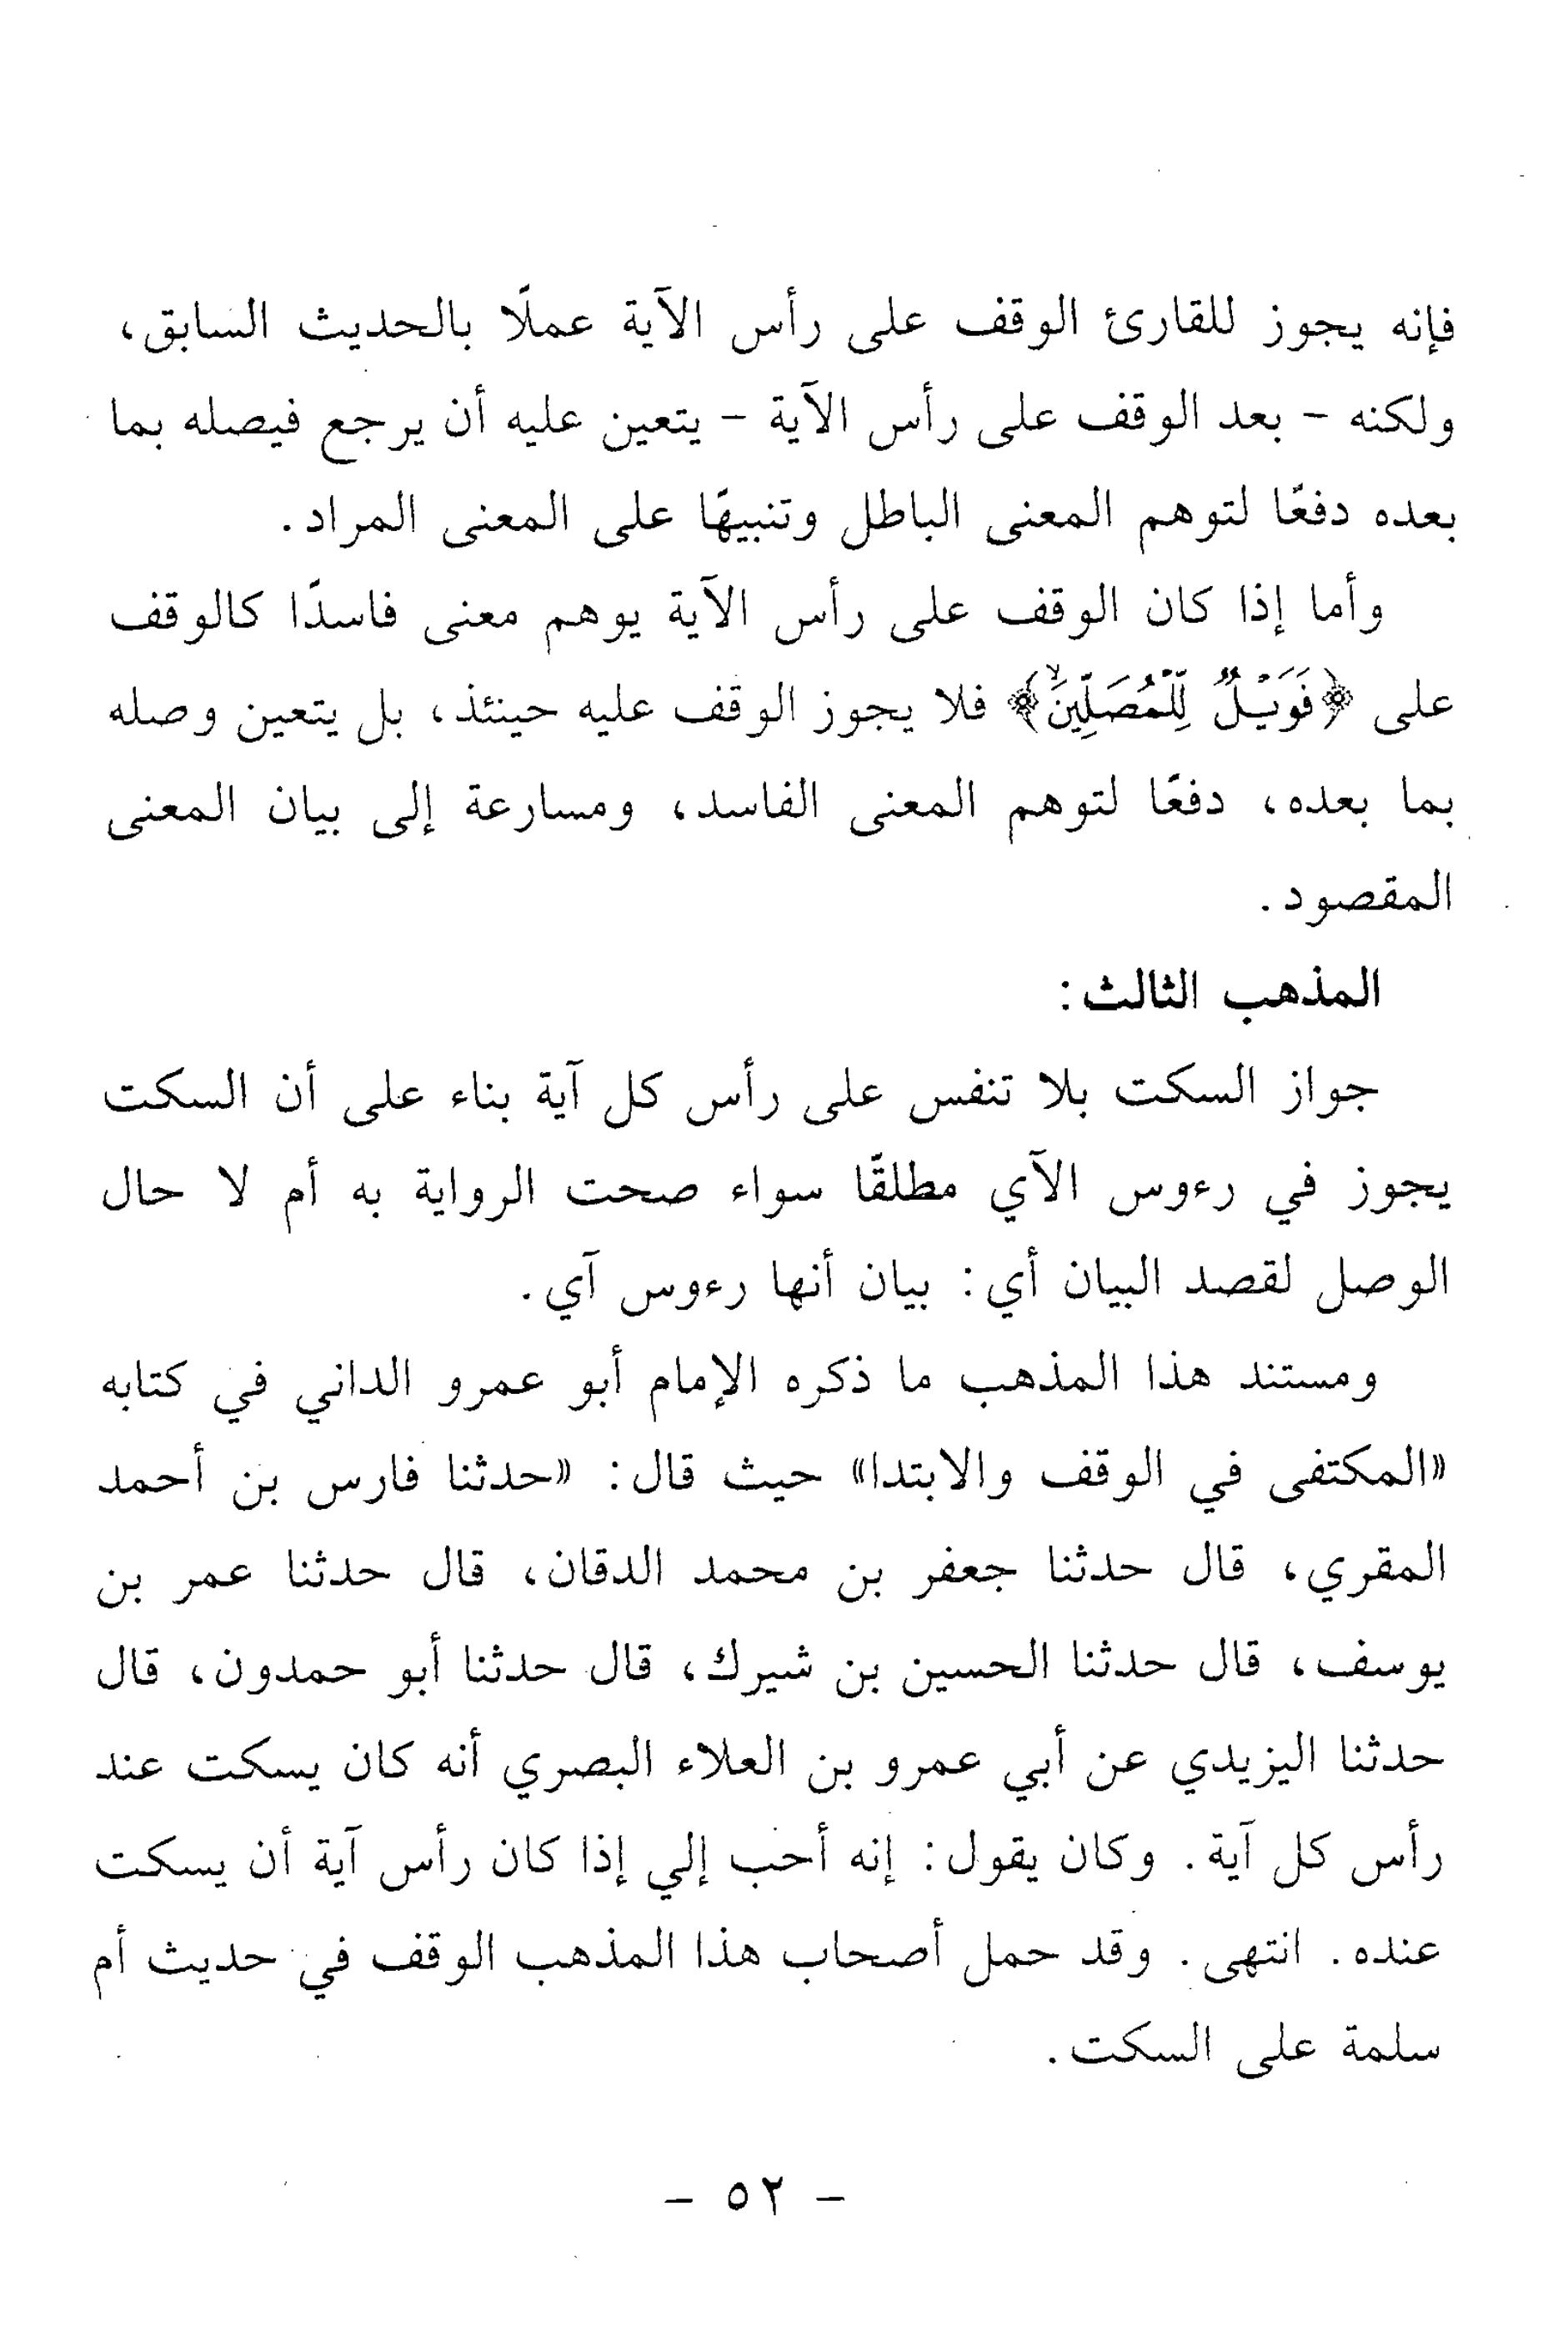 فإنه يجوز للقارئ الوقف على رأس الآية عملًا بالحديث السابق،
ولكنه - بعد الوقف على رأس الآية - يتعين عليه أن يرجع فيصله بما
بعده دفعًا لتوهم المعنى الباطل وتنبيهًا على المعنى المراد.
وأما إذا كان الوقف على رأس الآية يوهم معنى فاسدًا كالوقف
على ﴿فَوَيْلٌ لِّلْمُصَلِّينَۙ﴾ فلا يجوز الوقف عليه حينئذ، بل يتعين وصله
بما بعده، دفعًا لتوهم المعنى الفاسد، ومسارعة إلى بيان المعنى
المقصود.
المذهب الثالث:
جواز السكت بلا تنفس على رأس كل آية بناء على أن السكت
يجوز في رءوس الآي مطلقًا سواء صحت الرواية به أم لا حال
الوصل لقصد البيان أي: بيان أنها رءوس آي.
ومستند هذا المذهب ما ذكره الإمام أبو عمرو الداني في كتابه
«المكتفى في الوقف والابتدا» حيث قال: «حدثنا فارس بن أحمد
المقري، قال حدثنا جعفر بن محمد الدقان، قال حدثنا عمر بن
يوسف، قال حدثنا الحسين بن شيرك، قال حدثنا أبو حمدون، قال
حدثنا اليزيدي عن أبي عمرو بن العلاء البصري أنه كان يسكت عند
رأس كل آية. وكان يقول: إنه أحب إلي إذا كان رأس آية أن يسكت
عنده. انتهى. وقد حمل أصحاب هذا المذهب الوقف في حديث أم
سلمة على السكت.
- ٥٢ -